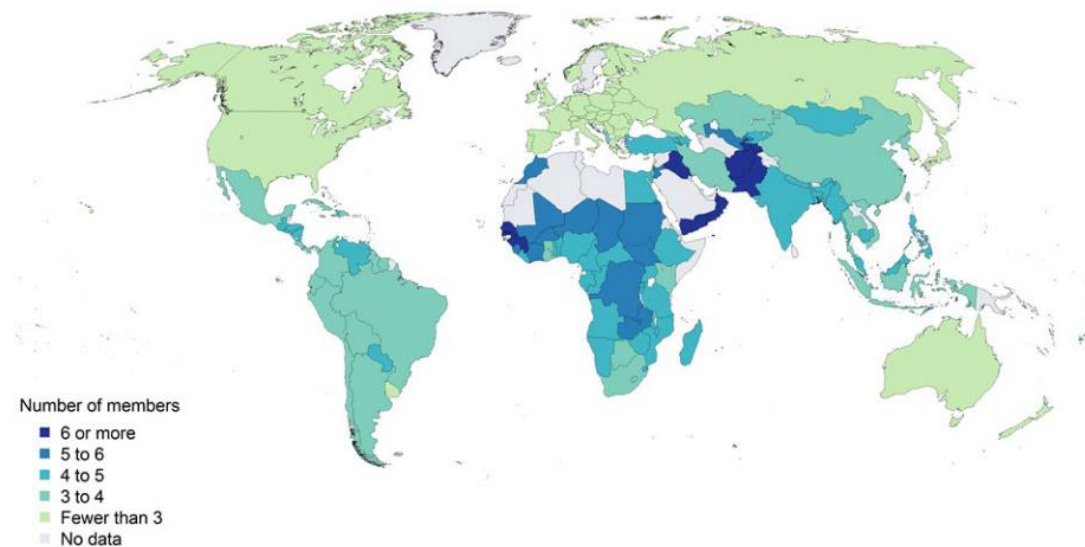 Number of members
6 or more
5 to 6
4 to 5
3 to 4
Fewer than 3
No data